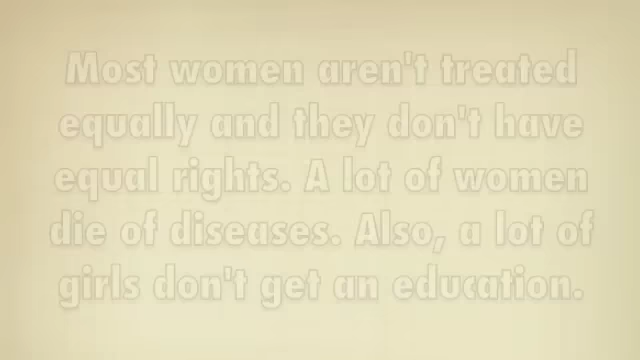 Most women aren't treated
equally and they don't have
equal rights. A lot of women
die of diseases. Also, a lot of
girls don't get an education.